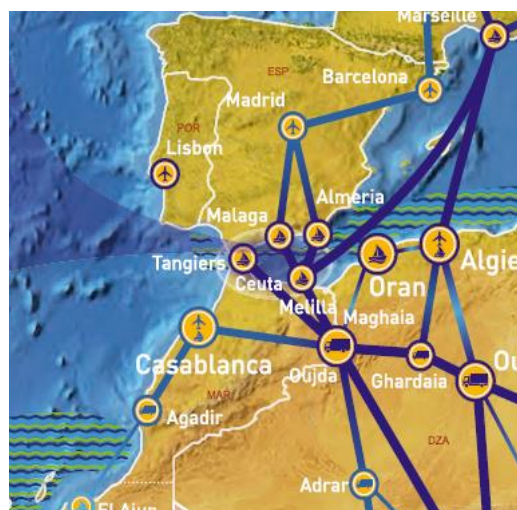 Marseille
ESP
Barcelona
Madrid
POR
Lisbon
Almeria
Malaga
Tangiers
Ceuta
Algie
Oran
Melilla
Maghaia
Casablanca
Oujda
Ghardaia
Ou
MAR
Agadir
DZA
Adrar
El Aiun